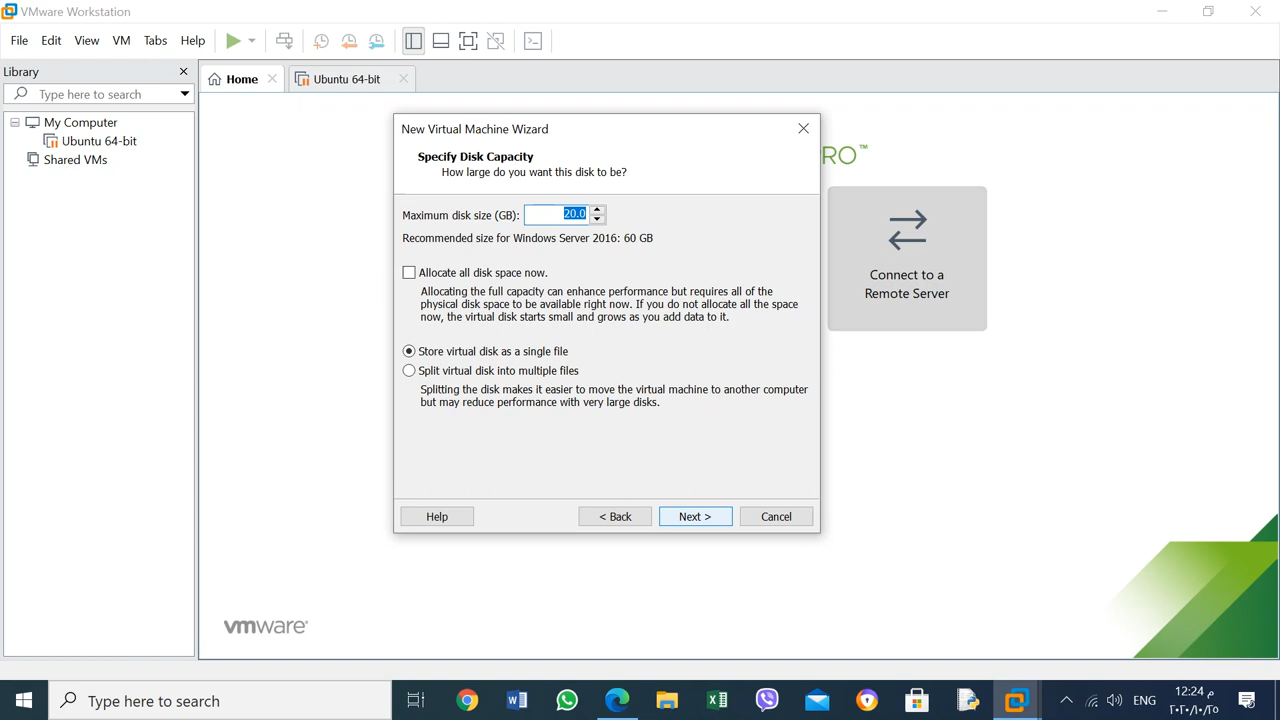 VMware Workstation
File Edit View VM Tabs Help
Library
Type here to search
My Computer
Ubuntu 64-bit
Shared VMs
Home
Ubuntu 64-bit
PRO™
Connect to a
Remote Server
New Virtual Machine Wizard
Specify Disk Capacity
How large do you want this disk to be?
Maximum disk size (GB): 20.0
Recommended size for Windows Server 2016: 60 GB
Allocate all disk space now.
Allocating the full capacity can enhance performance but requires all of the
physical disk space to be available right now. If you do not allocate all the space
now, the virtual disk starts small and grows as you add data to it.
Store virtual disk as a single file
Split virtual disk into multiple files
Splitting the disk makes it easier to move the virtual machine to another computer
but may reduce performance with very large disks.
Help
< Back
Next >
Cancel
vmware®
Type here to search
ENG
12:24 م
٢٠٢٠/١٠/٢٥